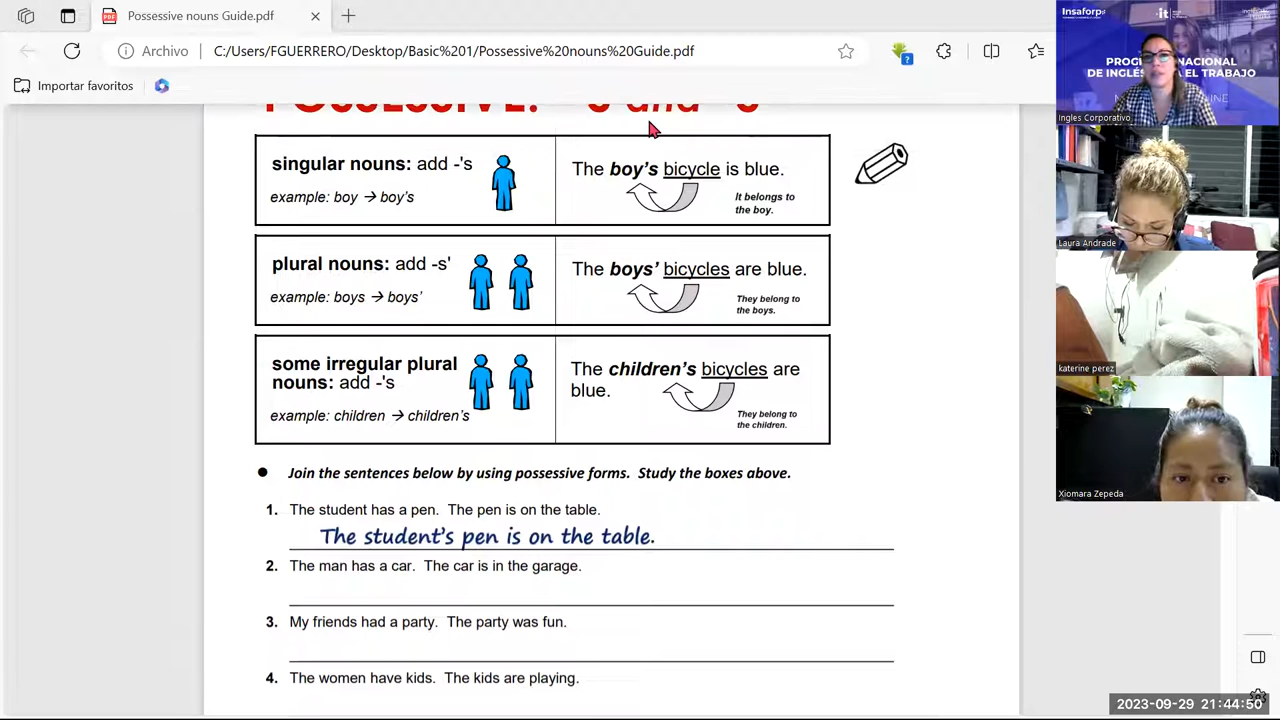 Possessive nouns Guide.pdf
Archivo
C:/Users/FGUERRERO/Desktop/Basic%201/Possessive%20nouns%20Guide.pdf
Importar favoritos
singular nouns: add -'s
example: boy → boy's
The boy's bicycle is blue.
It belongs to
the boy.
plural nouns: add -s'
example: boys → boys'
The boys' bicycles are blue.
They belong to
the boys.
some irregular plural
nouns: add -'s
example: children → children's
The children's bicycles are
blue.
They belong to
the children.
● Join the sentences below by using possessive forms. Study the boxes above.
1. The student has a pen. The pen is on the table.
The student's pen is on the table.
2. The man has a car. The car is in the garage.
3. My friends had a party. The party was fun.
4. The women have kids. The kids are playing.
Insaforp
Ingles Corporativo
Laura Andrade
katerine perez
Xiomara Zepeda
2023-09-29 21:44:50